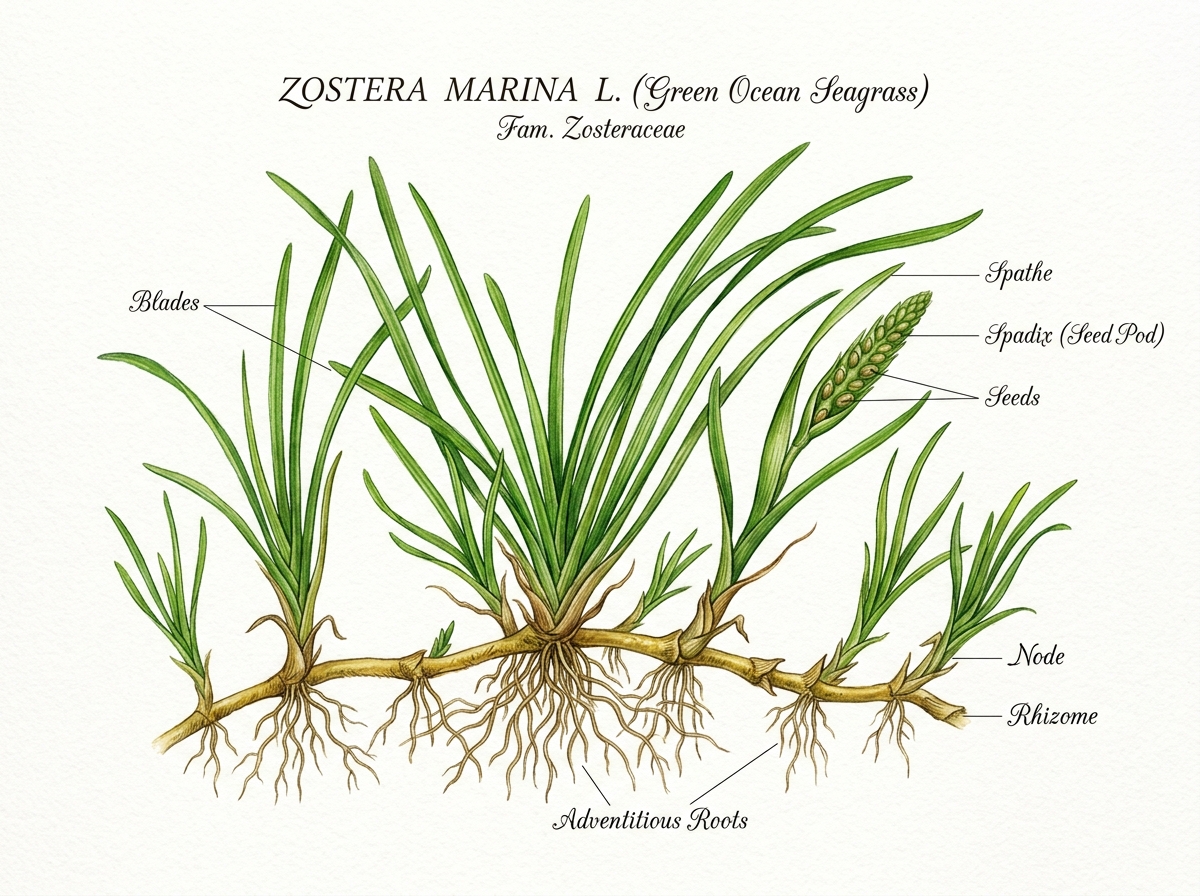 ZOSTERA MARINA L. (Green Ocean Seagrass)
Fam. Zosteraceae
Blades
Spathe
Spadix (Seed Pod)
Seeds
Node
Rhizome
Adventitious Roots